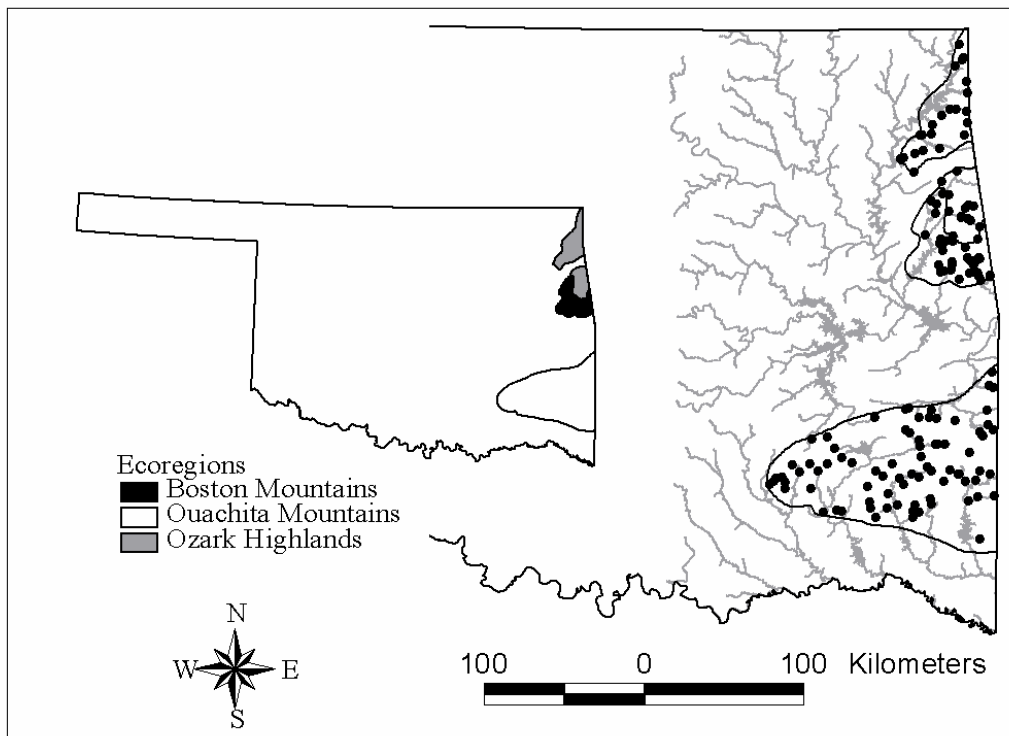 Ecoregions
Boston Mountains
Ouachita Mountains
Ozark Highlands
N
W E
S
100 0 100 Kilometers